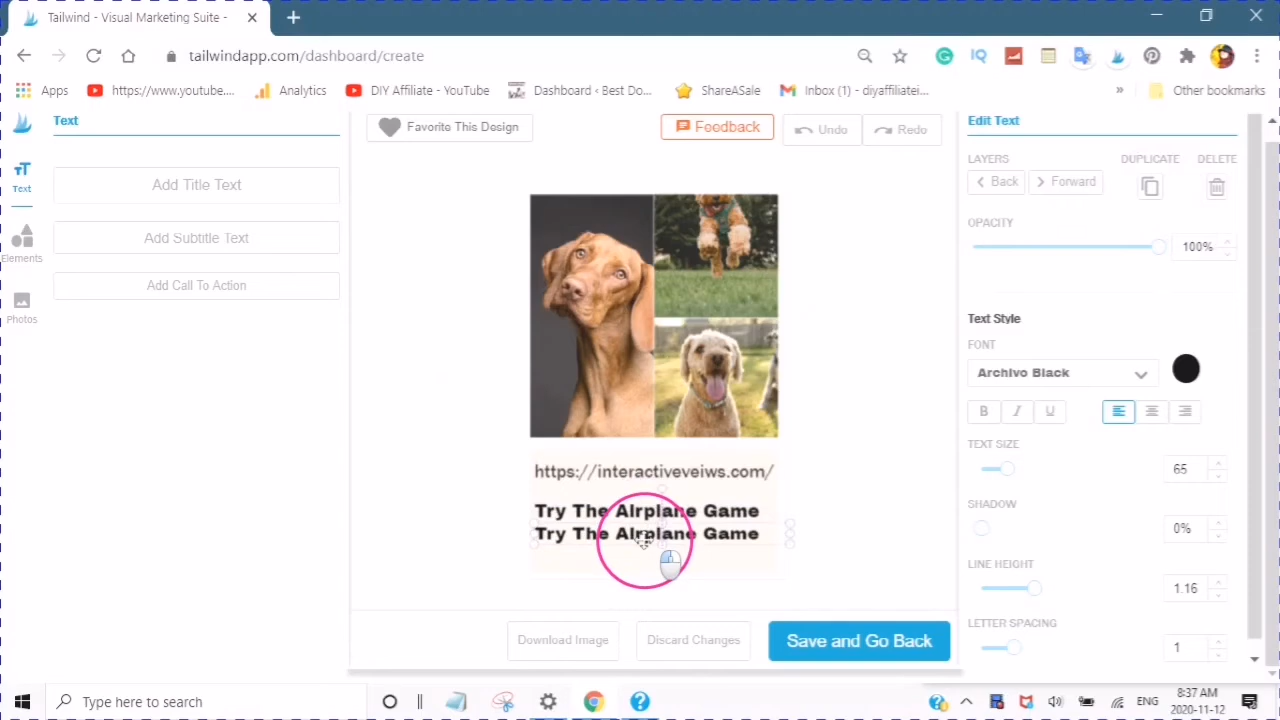 Tailwind - Visual Marketing Suite -
tailwindapp.com/dashboard/create
Apps
https://www.youtube....
Analytics
DIY Affiliate - YouTube
Dashboard ‹ Best Do...
ShareASale
Inbox (1) - diyaffiliatei...
»
Other bookmarks
Text
Favorite This Design
Feedback
Undo
Redo
Edit Text
LAYERS
DUPLICATE
DELETE
Back
Forward
Text
Add Title Text
Add Subtitle Text
Elements
Add Call To Action
Photos
OPACITY
100%
Text Style
FONT
Archivo Black
B I U
TEXT SIZE
65
https://interactiveveiws.com/
SHADOW
0%
Try The Airplane Game
Try The Airplane Game
LINE HEIGHT
1.16
LETTER SPACING
1
Download Image
Discard Changes
Save and Go Back
Type here to search
ENG
8:37 AM
2020-11-12